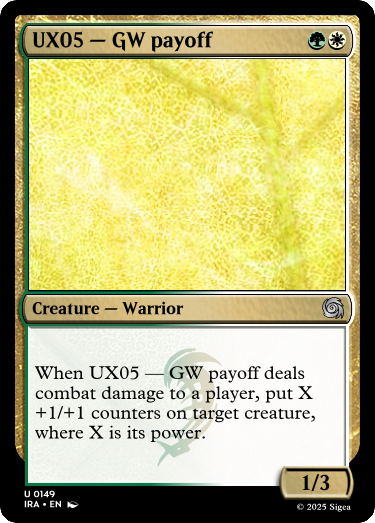 UX05 — GW payoff
Creature — Warrior
When UX05 — GW payoff deals
combat damage to a player, put X
+1/+1 counters on target creature,
where X is its power.
1/3
U 0149
IRA • EN
© 2025 Sigea